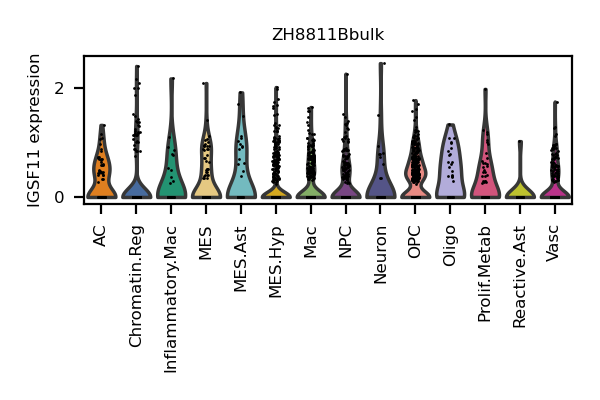 ZH8811Bbulk
IGSF11 expression
2
0
AC
Chromatin.Reg
Inflammatory.Mac
MES
MES.Ast
MES.Hyp
Mac
NPC
Neuron
OPC
Oligo
Prolif.Metab
Reactive.Ast
Vasc